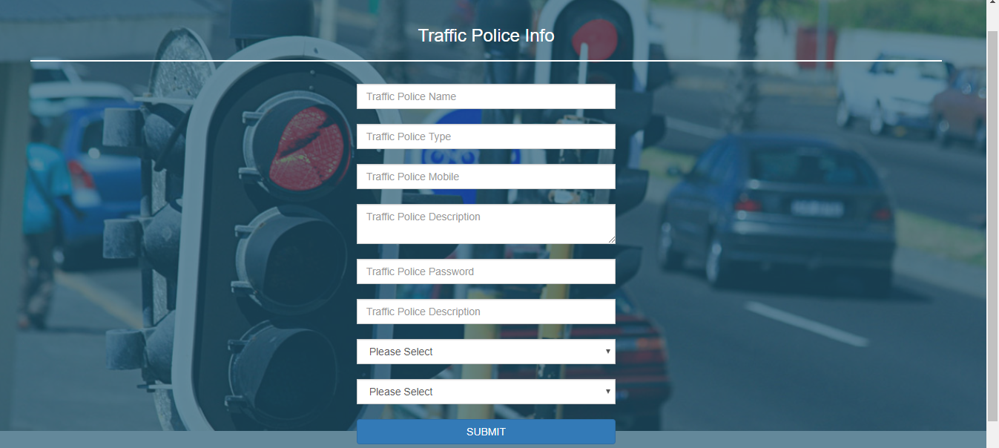 Traffic Police Info
Traffic Police Name
Traffic Police Type
Traffic Police Mobile
Traffic Police Description
Traffic Police Password
Traffic Police Description
Please Select
Please Select
SUBMIT